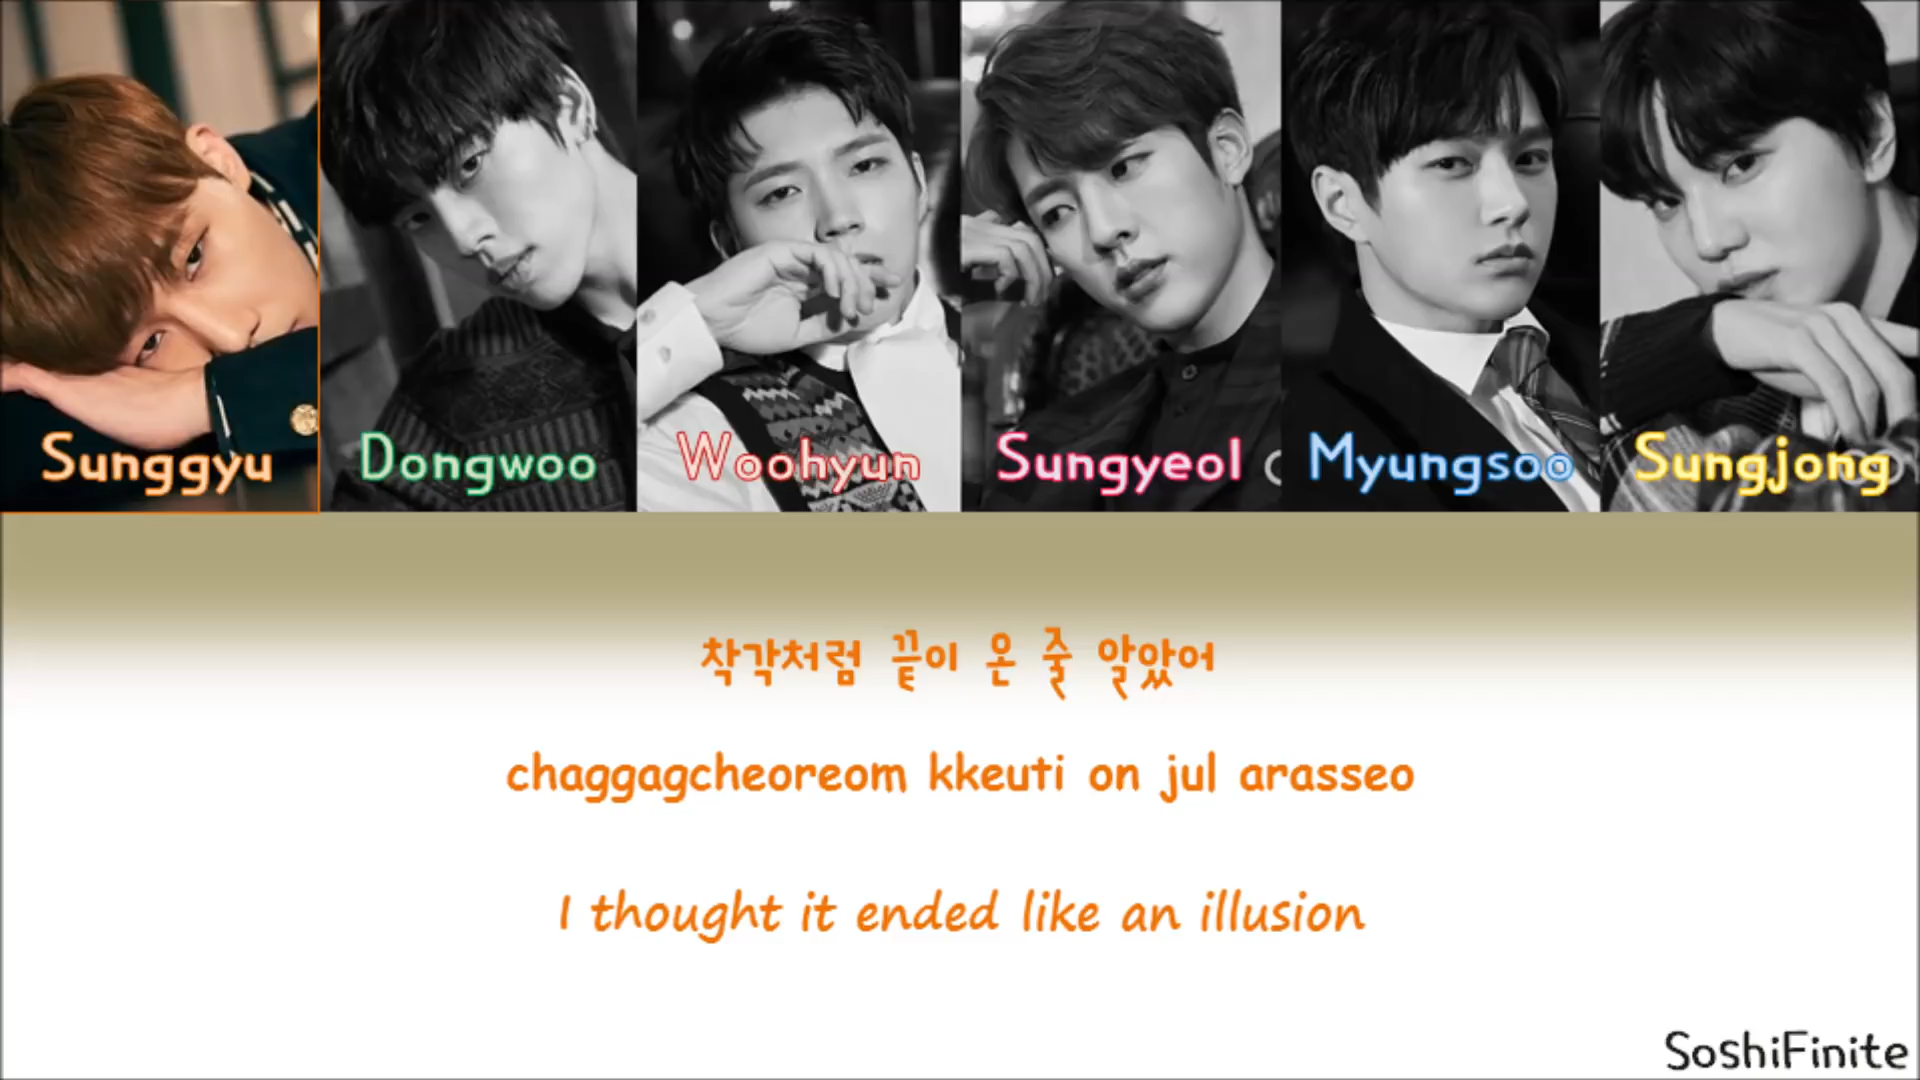 Sunggyu Dongwoo Woohyun Sungyeol Myungsoo Sungjong
착각처럼 끝이 온 줄 알았어
chaggagcheoreom kkeuti on jul arasseo
I thought it ended like an illusion
SoshiFinite